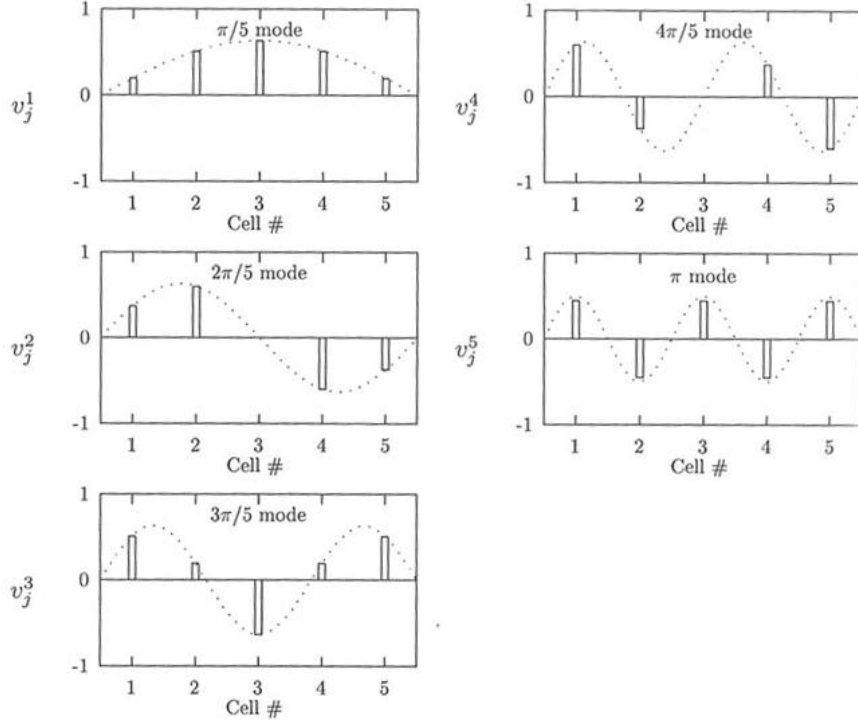 1
π/5 mode
v_j^1
0
-1
1 2 3 4 5
Cell #
1
2π/5 mode
v_j^2
0
-1
1 2 3 4 5
Cell #
1
3π/5 mode
v_j^3
0
-1
1 2 3 4 5
Cell #
1
4π/5 mode
v_j^4
0
-1
1 2 3 4 5
Cell #
1
π mode
v_j^5
0
-1
1 2 3 4 5
Cell #